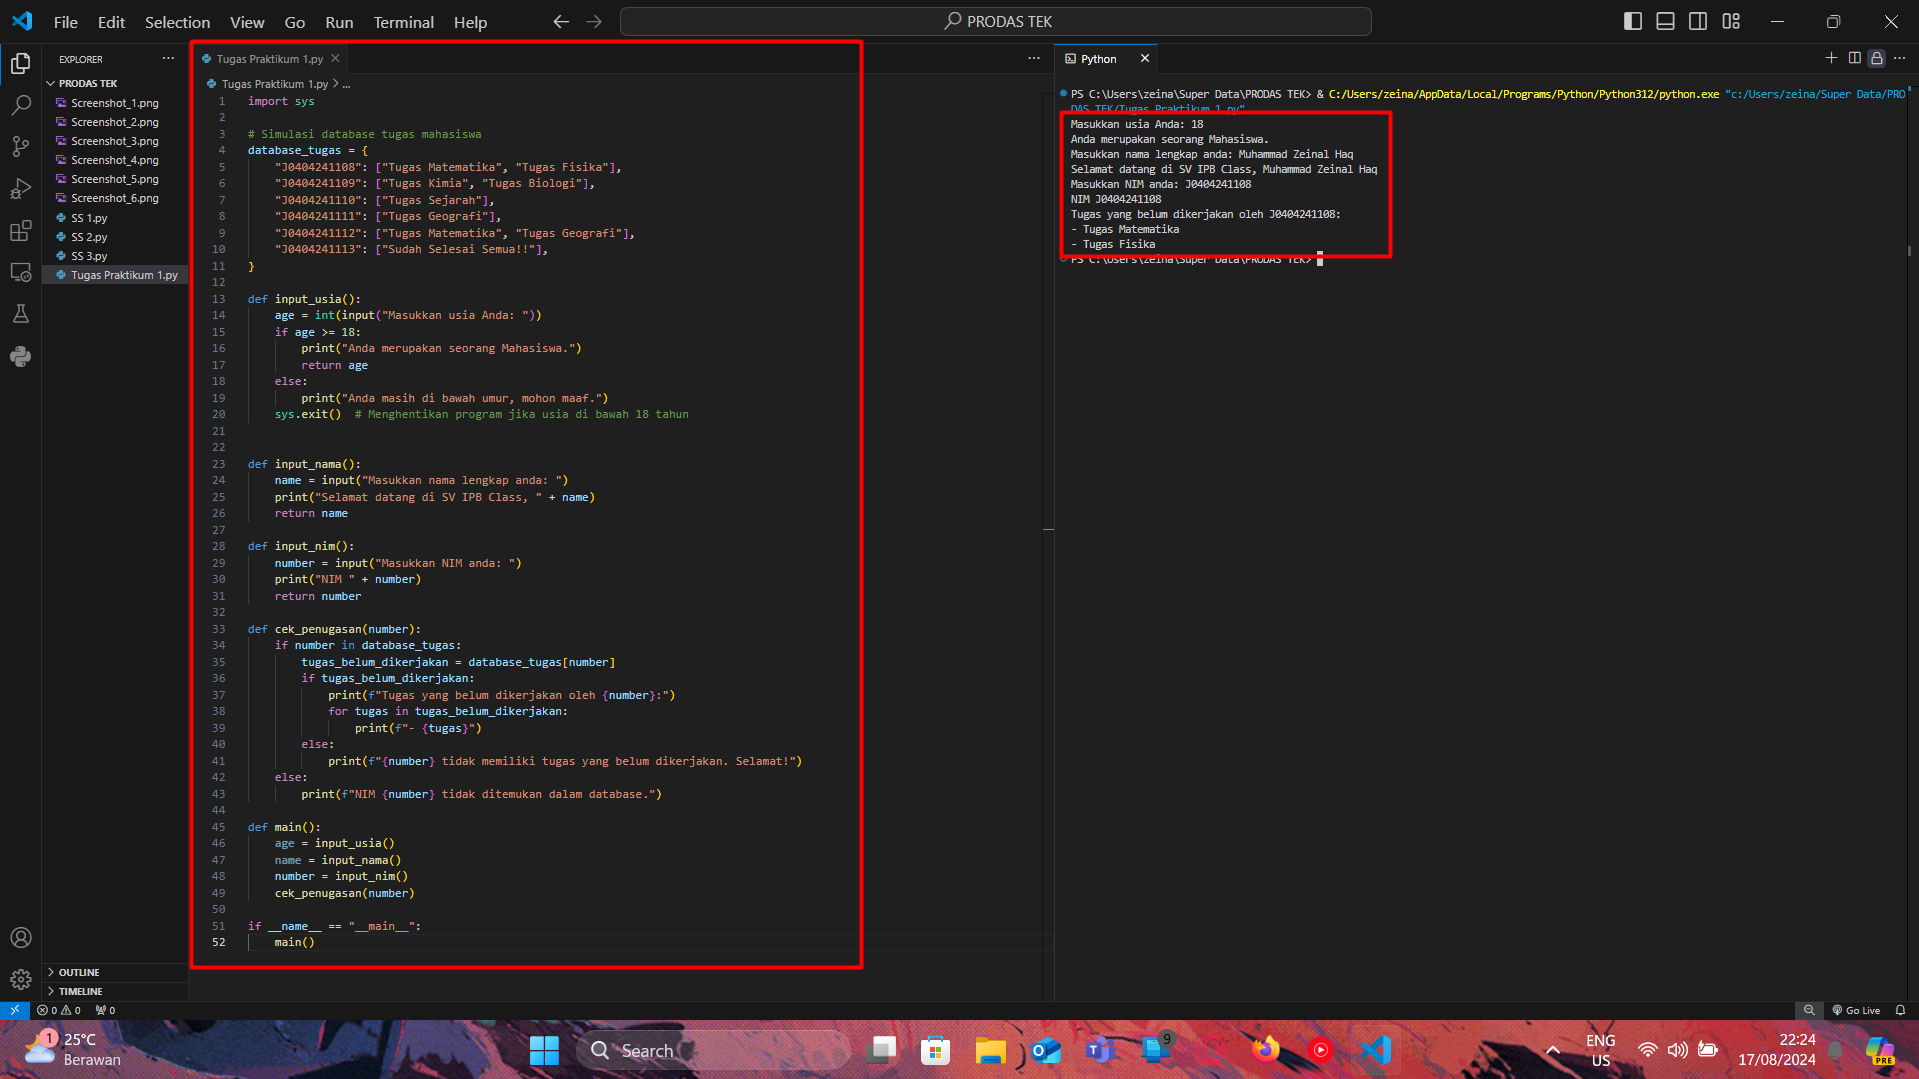 File Edit Selection View Go Run Terminal Help
PRODAS TEK
EXPLORER
PRODAS TEK
Screenshot_1.png
Screenshot_2.png
Screenshot_3.png
Screenshot_4.png
Screenshot_5.png
Screenshot_6.png
SS 1.py
SS 2.py
SS 3.py
Tugas Praktikum 1.py
OUTLINE
TIMELINE
Tugas Praktikum 1.py
Tugas Praktikum 1.py > ...
1 import sys
2
3 # Simulasi database tugas mahasiswa
4 database_tugas = {
5     "J0404241108": ["Tugas Matematika", "Tugas Fisika"],
6     "J0404241109": ["Tugas Kimia", "Tugas Biologi"],
7     "J0404241110": ["Tugas Sejarah"],
8     "J0404241111": ["Tugas Geografi"],
9     "J0404241112": ["Tugas Matematika", "Tugas Geografi"],
10     "J0404241113": ["Sudah Selesai Semua!!"],
11 }
12
13 def input_usia():
14     age = int(input("Masukkan usia Anda: "))
15     if age >= 18:
16         print("Anda merupakan seorang Mahasiswa.")
17         return age
18     else:
19         print("Anda masih di bawah umur, mohon maaf.")
20     sys.exit()  # Menghentikan program jika usia di bawah 18 tahun
21
22
23 def input_nama():
24     name = input("Masukkan nama lengkap anda: ")
25     print("Selamat datang di SV IPB Class, " + name)
26     return name
27
28 def input_nim():
29     number = input("Masukkan NIM anda: ")
30     print("NIM " + number)
31     return number
32
33 def cek_penugasan(number):
34     if number in database_tugas:
35         tugas_belum_dikerjakan = database_tugas[number]
36         if tugas_belum_dikerjakan:
37             print(f"Tugas yang belum dikerjakan oleh {number}:")
38             for tugas in tugas_belum_dikerjakan:
39                 print(f"- {tugas}")
40         else:
41             print(f"{number} tidak memiliki tugas yang belum dikerjakan. Selamat!")
42     else:
43         print(f"NIM {number} tidak ditemukan dalam database.")
44
45 def main():
46     age = input_usia()
47     name = input_nama()
48     number = input_nim()
49     cek_penugasan(number)
50
51 if __name__ == "__main__":
52     main()
Python
PS C:\Users\zeina\Super Data\PRODAS TEK> & C:/Users/zeina/AppData/Local/Programs/Python/Python312/python.exe "c:/Users/zeina/Super Data/PRO
DAS TEK/Tugas Praktikum 1.py"
Masukkan usia Anda: 18
Anda merupakan seorang Mahasiswa.
Masukkan nama lengkap anda: Muhammad Zeinal Haq
Selamat datang di SV IPB Class, Muhammad Zeinal Haq
Masukkan NIM anda: J0404241108
NIM J0404241108
Tugas yang belum dikerjakan oleh J0404241108:
- Tugas Matematika
- Tugas Fisika
PS C:\Users\zeina\Super Data\PRODAS TEK>
0 0 0
Go Live
1
25°C
Berawan
Search
9
ENG
US
22:24
17/08/2024
PRE